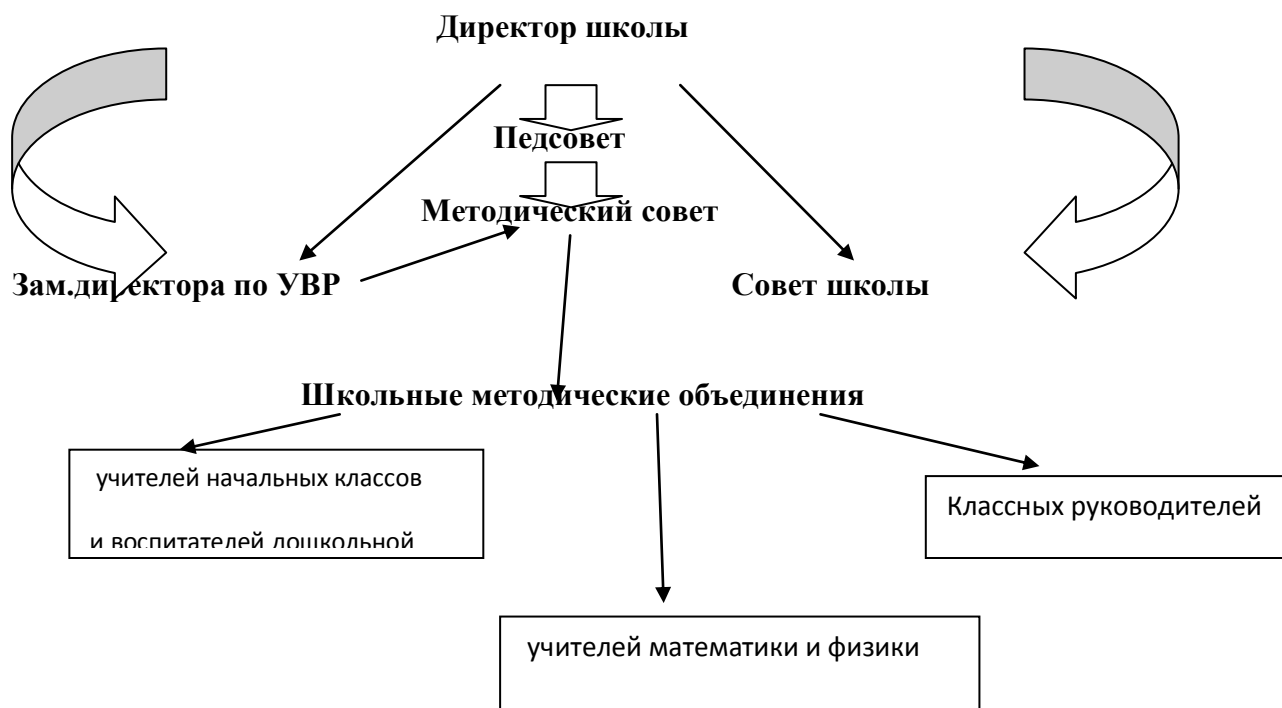 Директор школы
Педсовет
Методический совет
Зам.директора по УВР
Совет школы
Школьные методические объединения
учителей начальных классов
и воспитателей дошкольной
Классных руководителей
учителей математики и физики